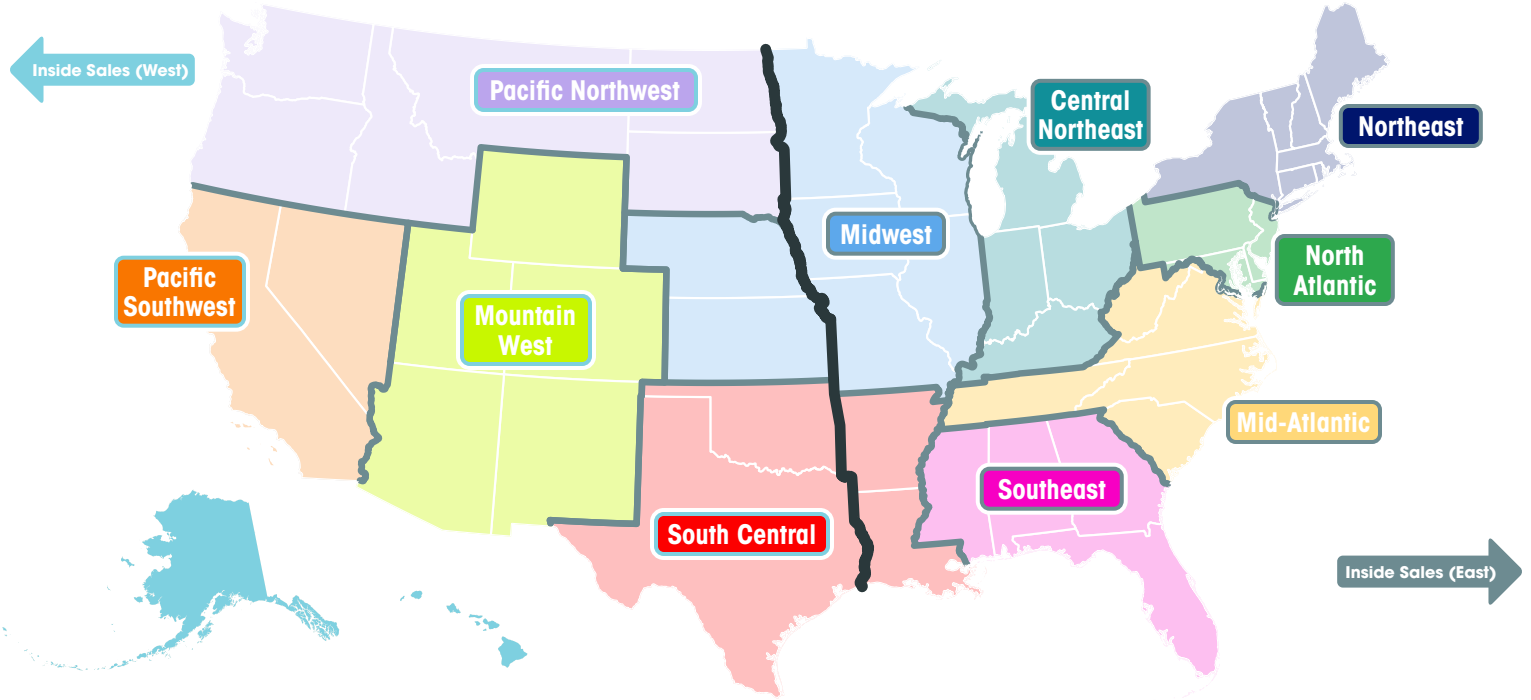 Inside Sales (West)
Pacific Northwest
Central
Northeast
Northeast
Midwest
Pacific
Southwest
North
Atlantic
Mountain
West
Mid-Atlantic
Southeast
South Central
Inside Sales (East)